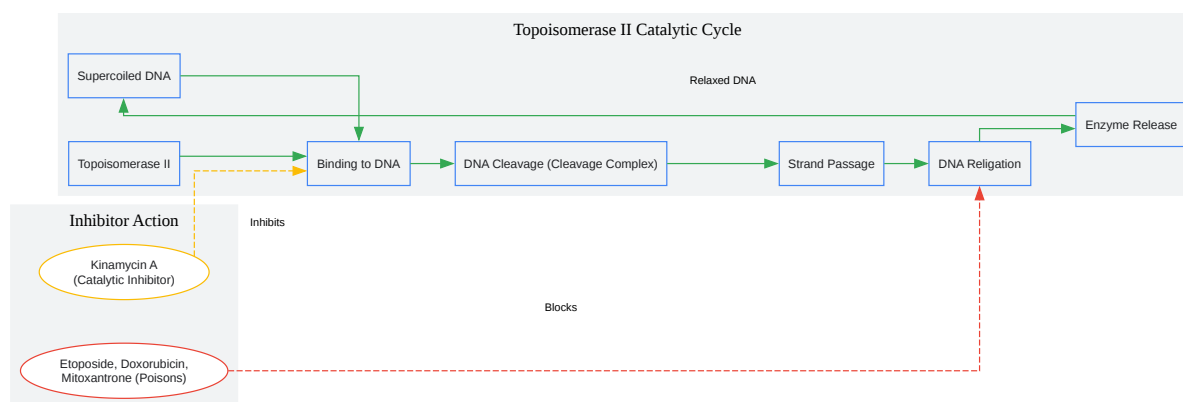 Topoisomerase II Catalytic Cycle
Supercoiled DNA
Relaxed DNA
Enzyme Release
Topoisomerase II
Binding to DNA
DNA Cleavage (Cleavage Complex)
Strand Passage
DNA Religation
Inhibitor Action
Inhibits
Kinamycin A
(Catalytic Inhibitor)
Blocks
Etoposide, Doxorubicin,
Mitoxantrone (Poisons)